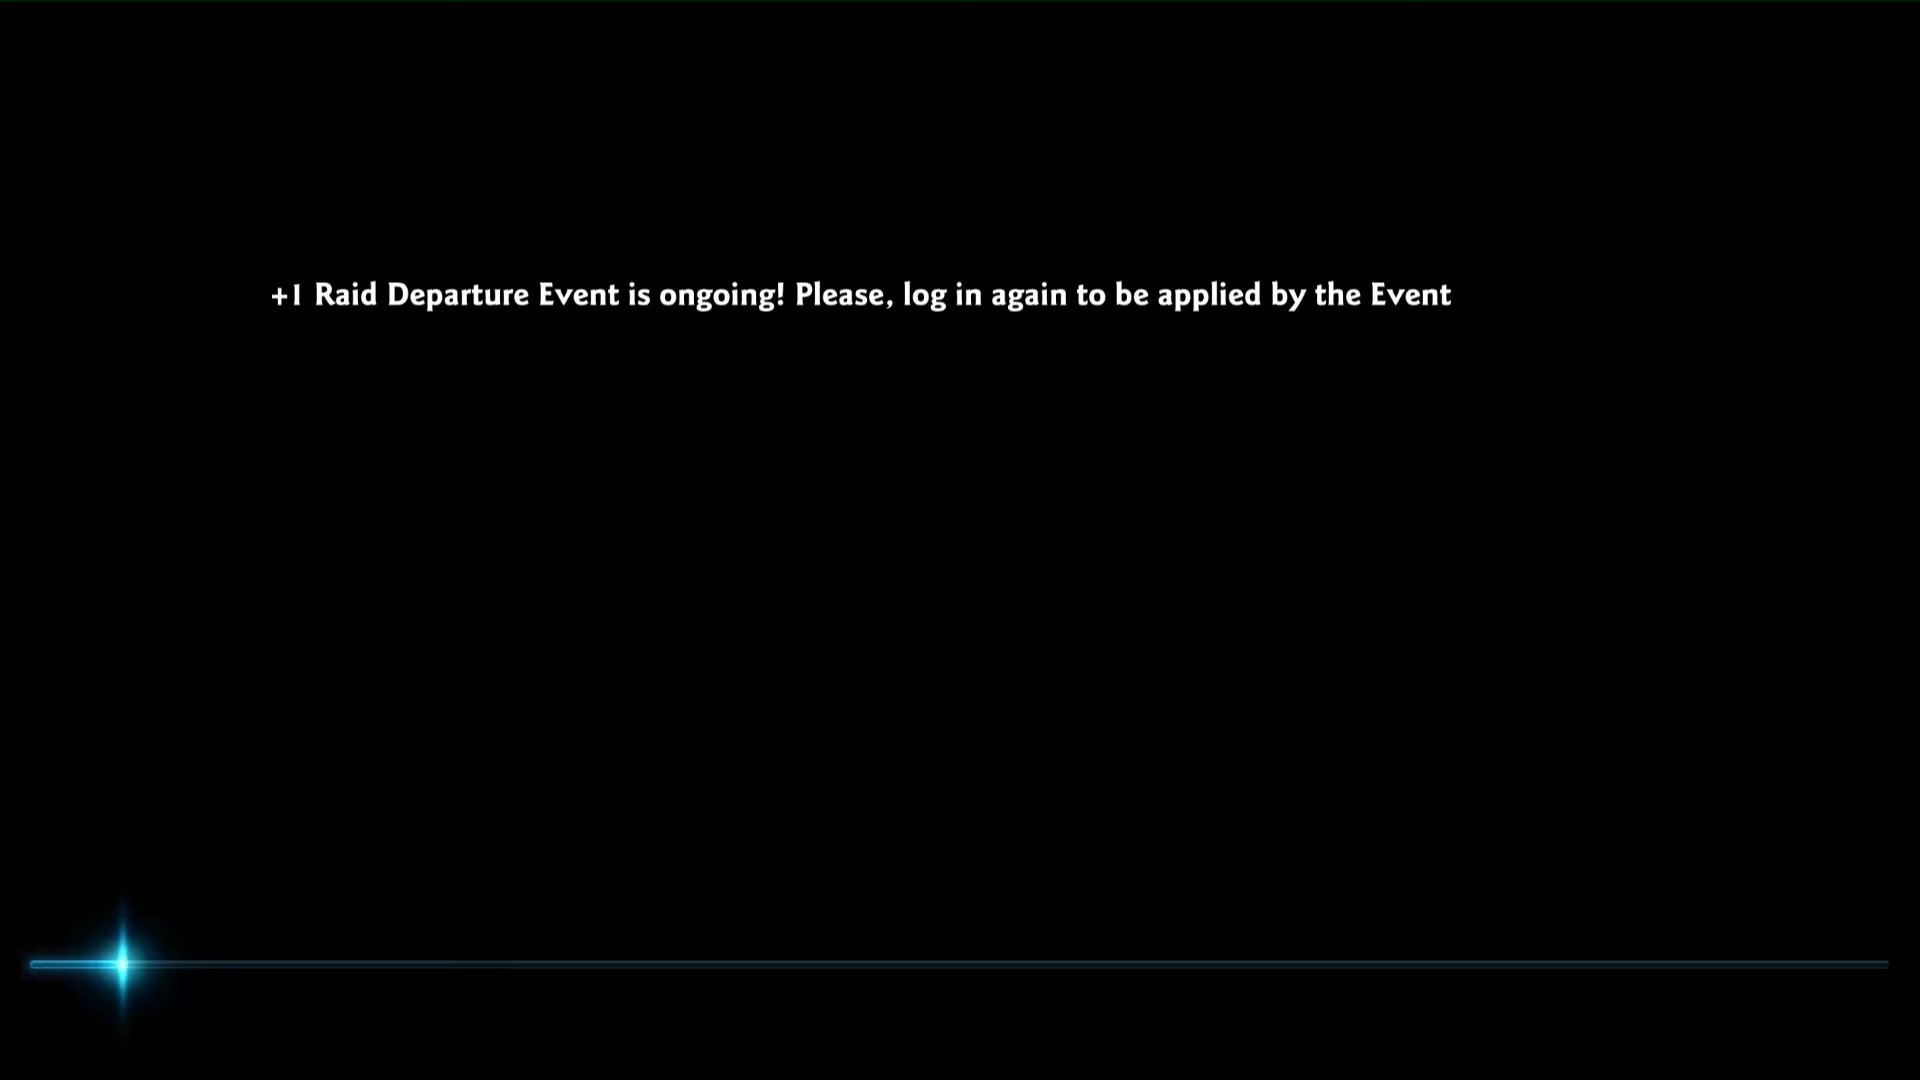 +1 Raid Departure Event is ongoing! Please, log in again to be applied by the Event